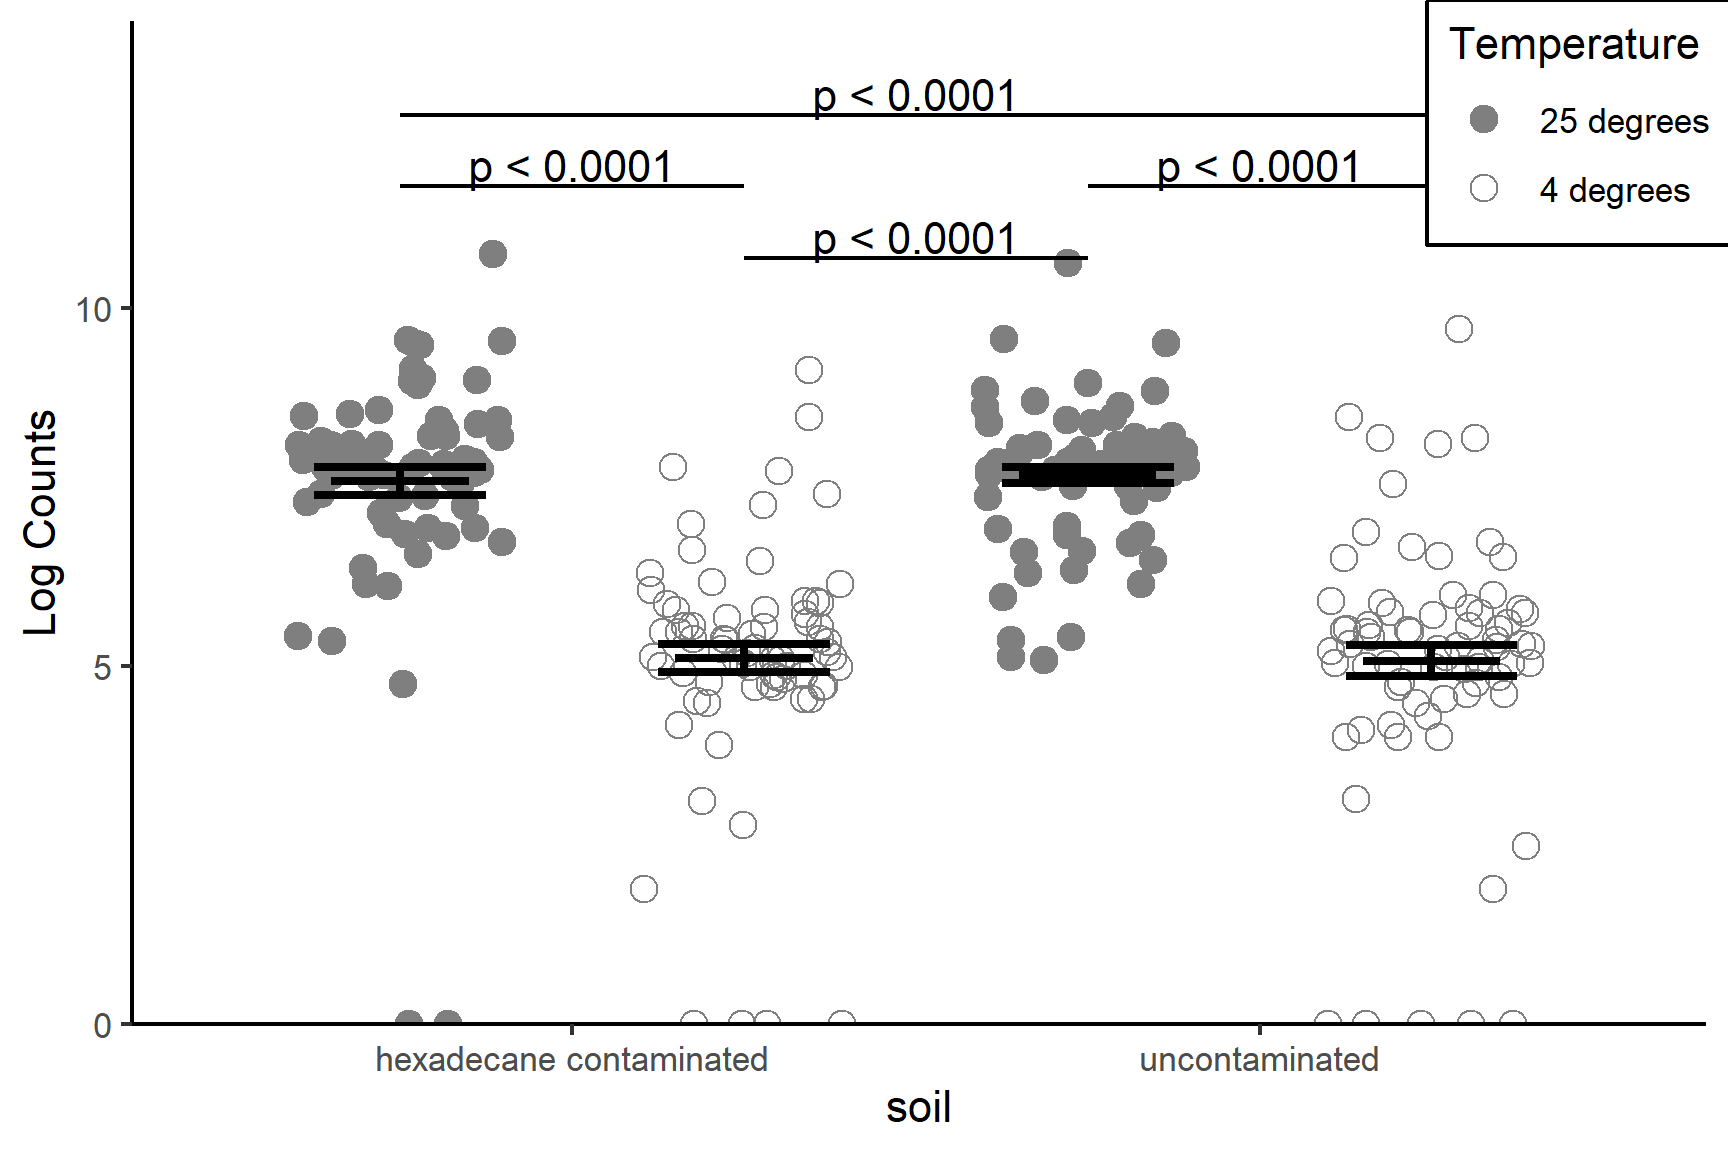 Temperature
25 degrees
4 degrees
p < 0.0001
p < 0.0001
p < 0.0001
p < 0.0001
Log Counts
10
5
0
hexadecane contaminated
uncontaminated
soil